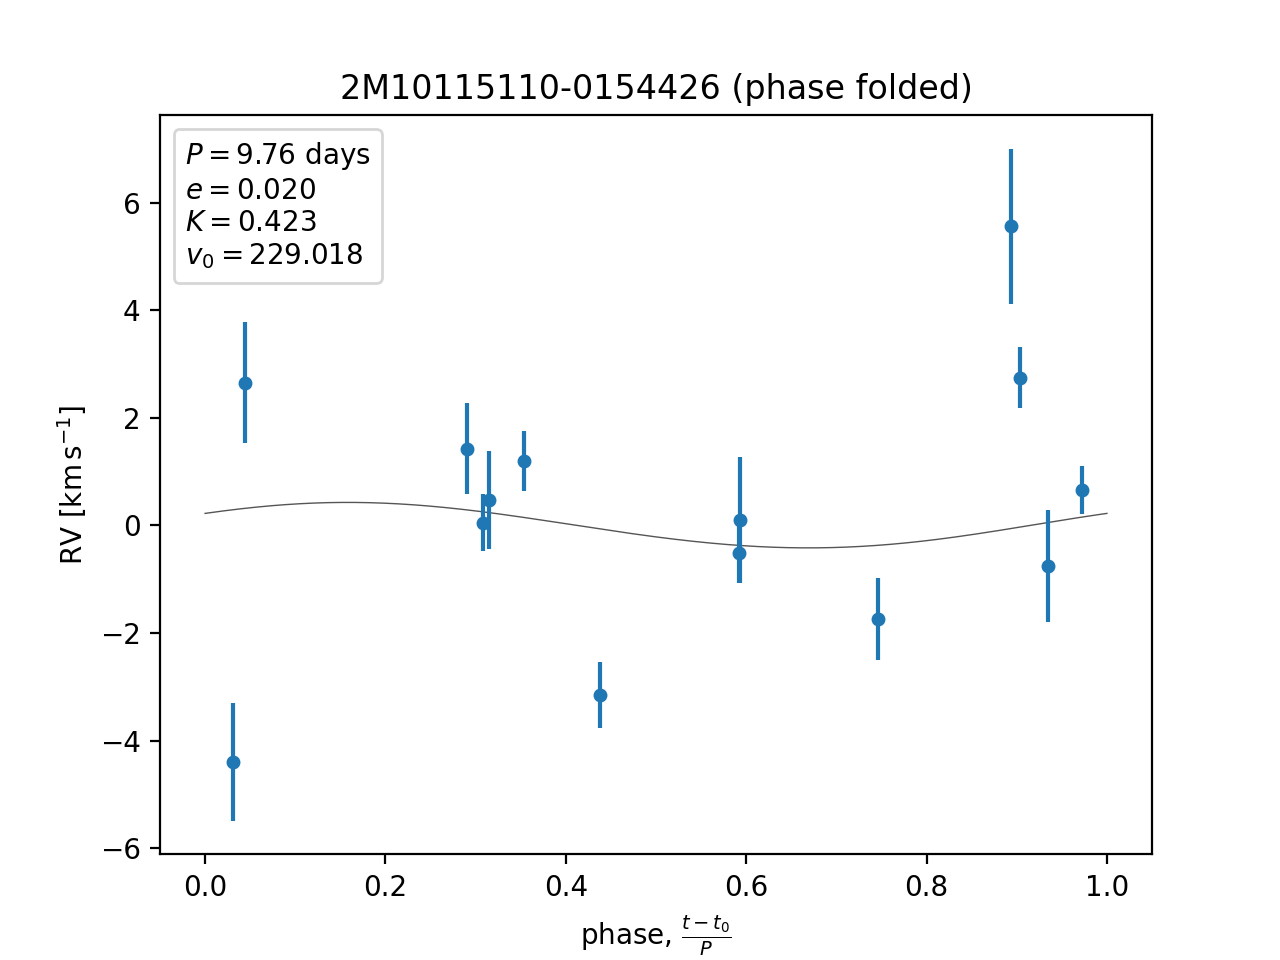 2M10115110-0154426 (phase folded)
P = 9.76 days
e = 0.020
K = 0.423
v₀ = 229.018
6
4
2
0
−2
−4
−6
RV [km s⁻¹]
0.0 0.2 0.4 0.6 0.8 1.0
phase, (t − t₀)/P